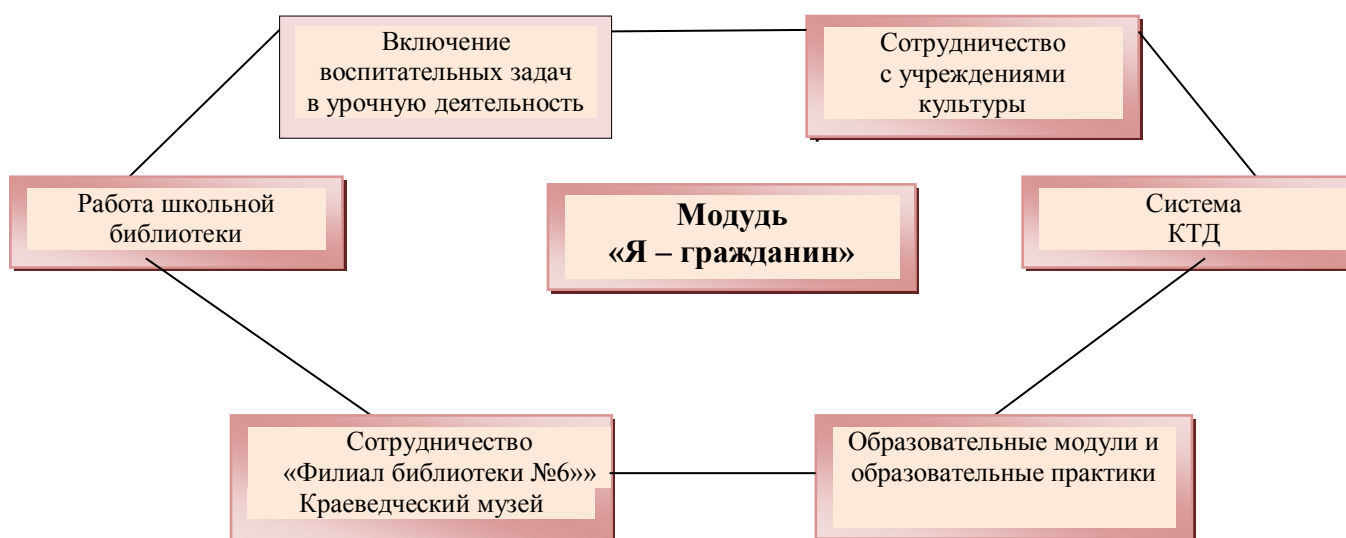 Включение
воспитательных задач
в урочную деятельность
Сотрудничество
с учреждениями
культуры
Работа школьной
библиотеки
Модудь
«Я – гражданин»
Система
КТД
Сотрудничество
«Филиал библиотеки №6»»
Краеведческий музей
Образовательные модули и
образовательные практики